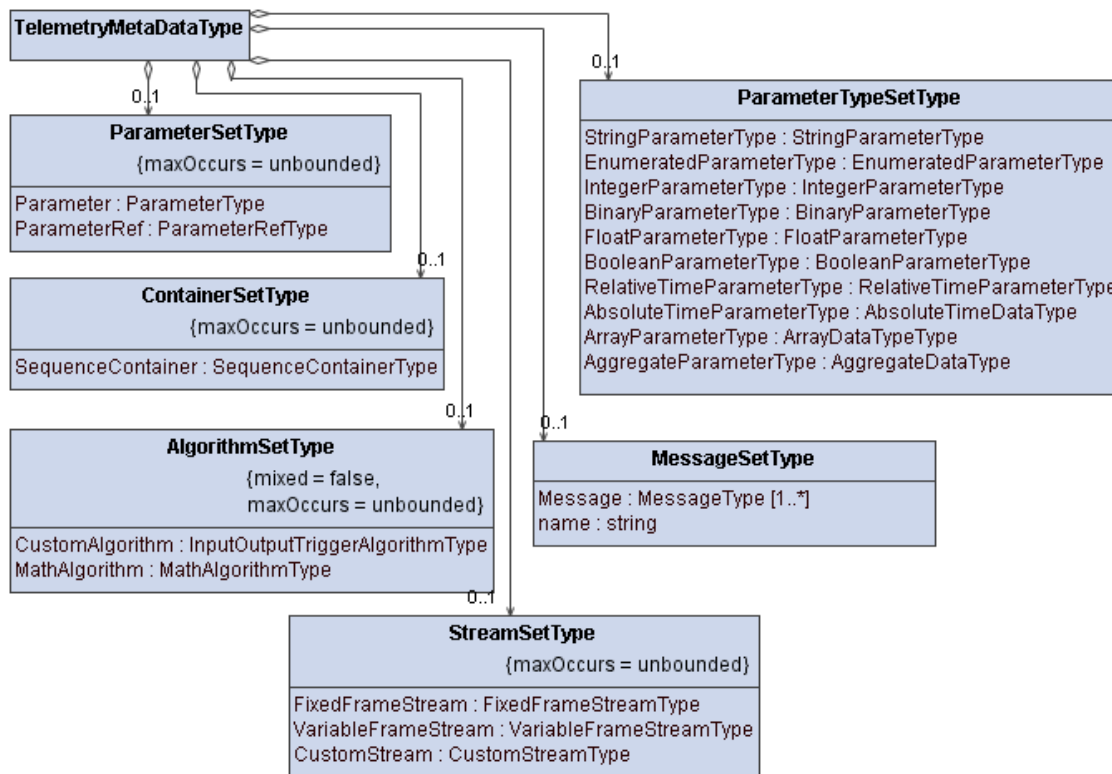 TelemetryMetaDataType
0..1
0..1
ParameterTypeSetType
StringParameterType : StringParameterType
EnumeratedParameterType : EnumeratedParameterType
IntegerParameterType : IntegerParameterType
BinaryParameterType : BinaryParameterType
FloatParameterType : FloatParameterType
BooleanParameterType : BooleanParameterType
RelativeTimeParameterType : RelativeTimeParameterType
AbsoluteTimeParameterType : AbsoluteTimeDataType
ArrayParameterType : ArrayDataTypeType
AggregateParameterType : AggregateDataType
ParameterSetType
{maxOccurs = unbounded}
Parameter : ParameterType
ParameterRef : ParameterRefType
0..1
ContainerSetType
{maxOccurs = unbounded}
SequenceContainer : SequenceContainerType
0..1
AlgorithmSetType
{mixed = false,
maxOccurs = unbounded}
CustomAlgorithm : InputOutputTriggerAlgorithmType
MathAlgorithm : MathAlgorithmType
0..1
MessageSetType
Message : MessageType [1..*]
name : string
0..1
StreamSetType
{maxOccurs = unbounded}
FixedFrameStream : FixedFrameStreamType
VariableFrameStream : VariableFrameStreamType
CustomStream : CustomStreamType